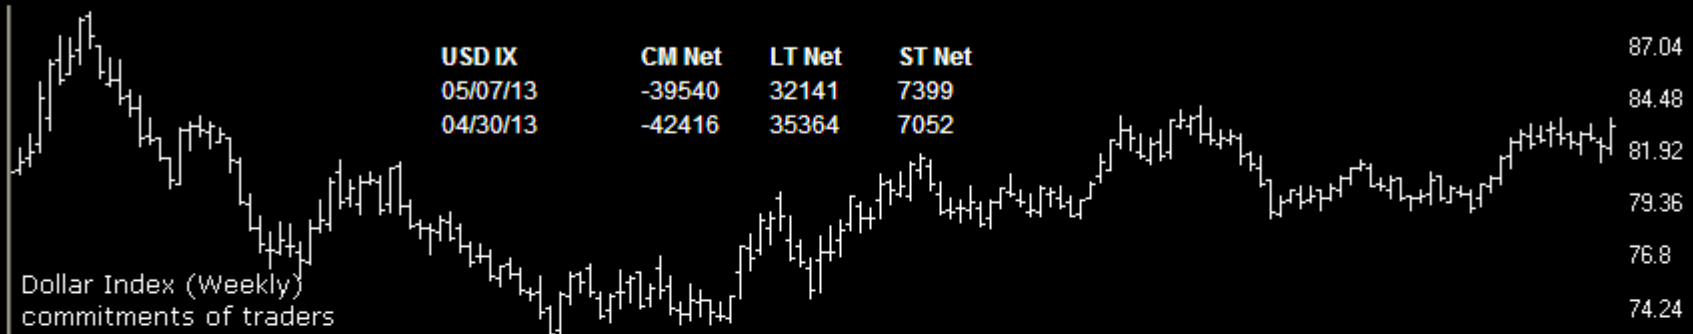 USD IX CM Net LT Net ST Net
05/07/13 -39540 32141 7399
04/30/13 -42416 35364 7052
87.04
84.48
81.92
79.36
76.8
74.24
Dollar Index (Weekly)
commitments of traders